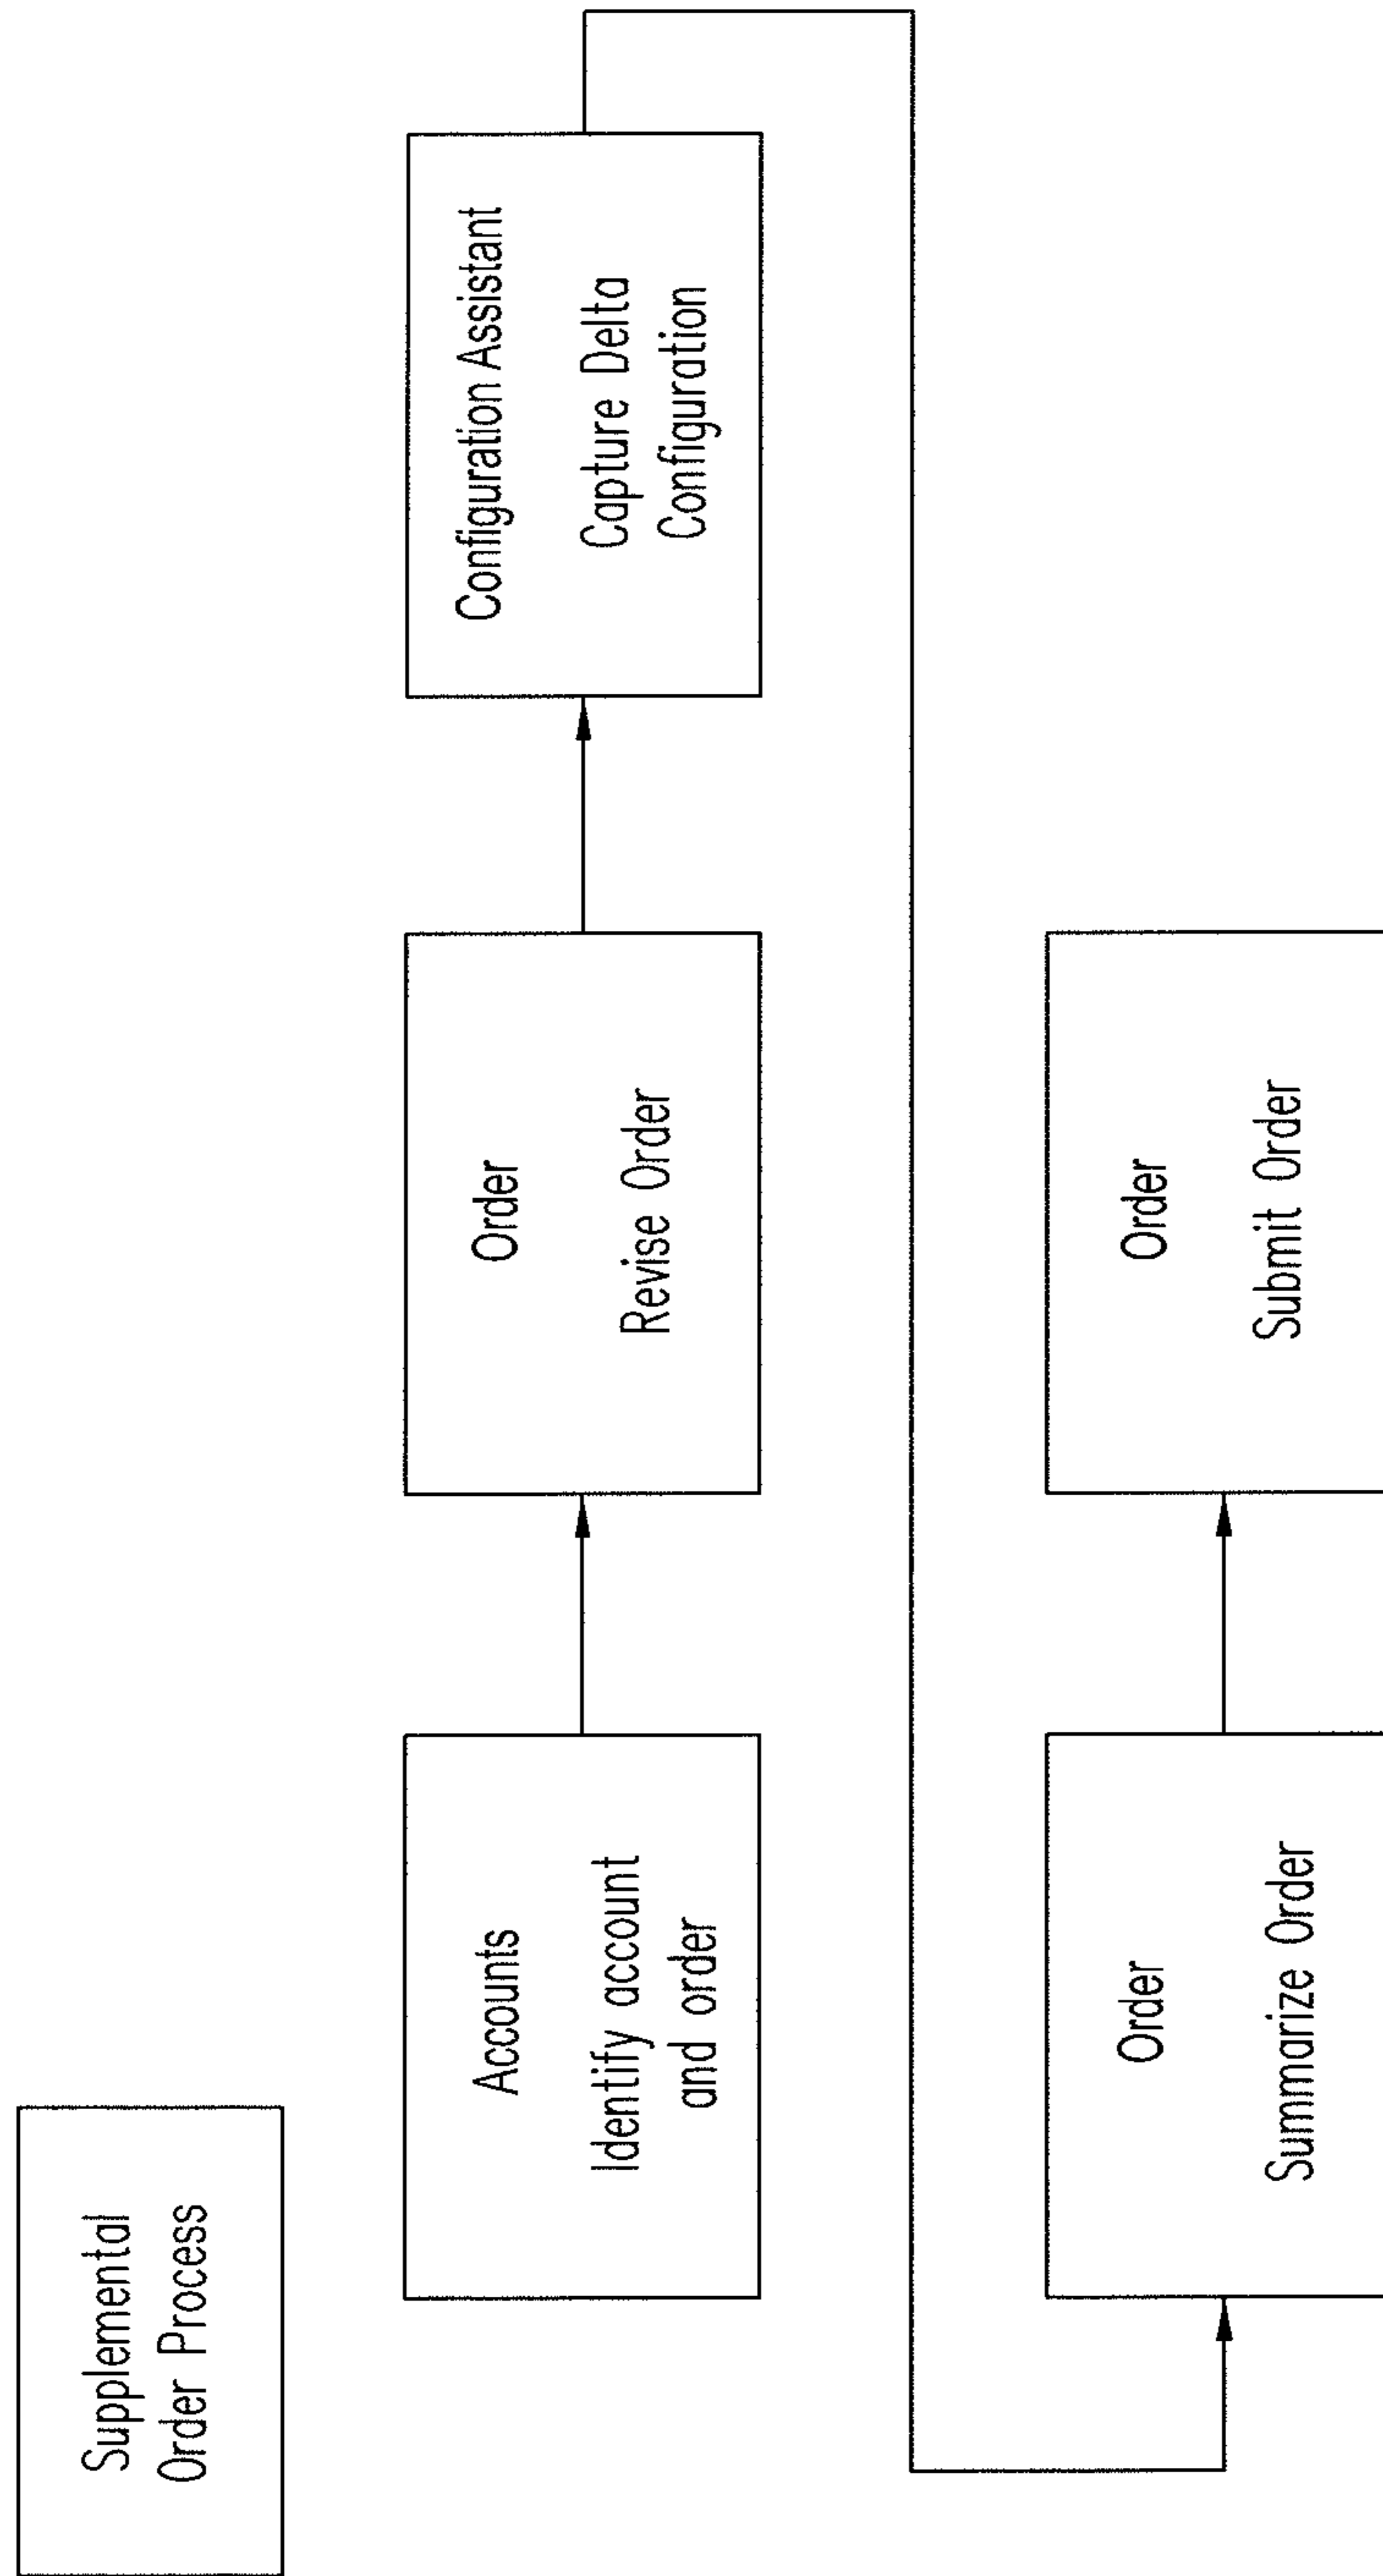 Supplemental
Order Process
Accounts
Identify account
and order
Order
Revise Order
Configuration Assistant
Capture Delta
Configuration
Order
Summarize Order
Order
Submit Order